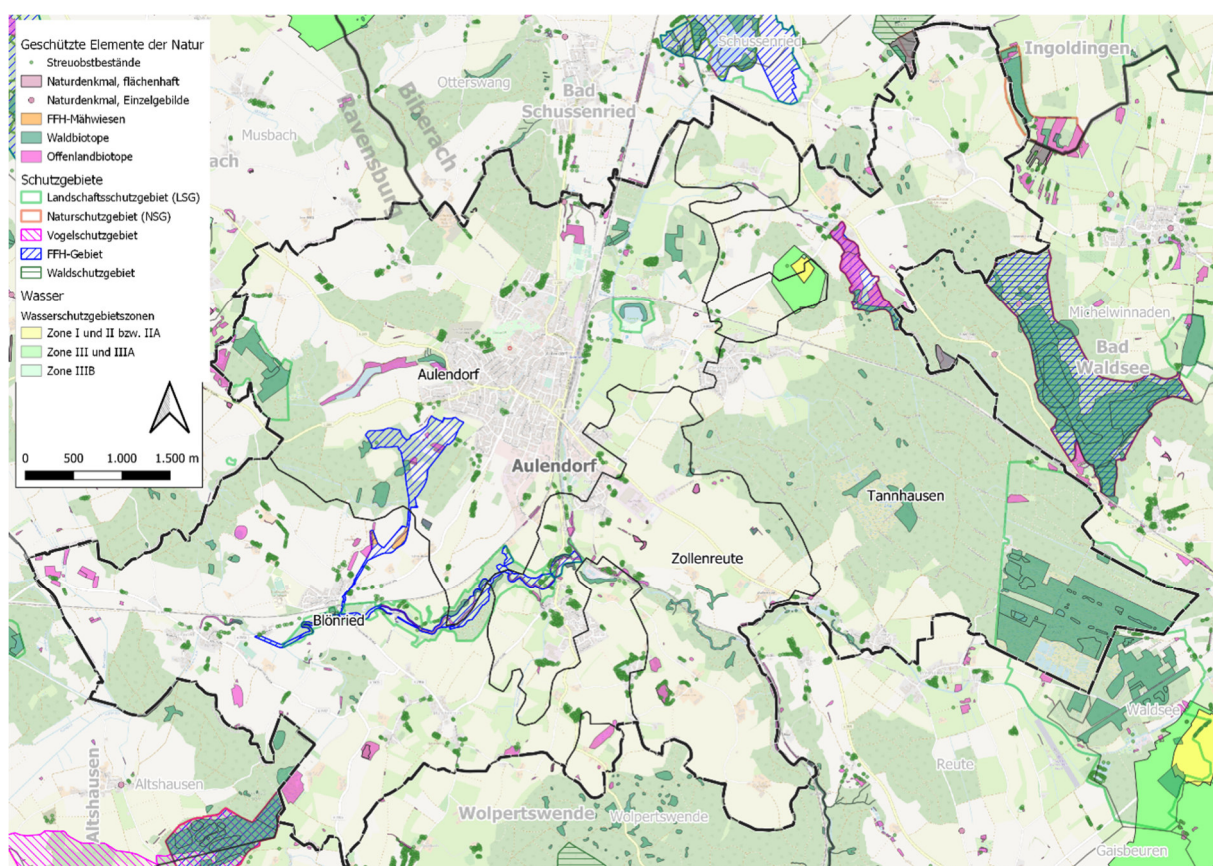 Geschützte Elemente der Natur
Streuobstbestände
Naturdenkmal, flächenhaft
Naturdenkmal, Einzelgebilde
FFH-Mähwiesen
Waldbiotope
Offenlandbiotope
Schutzgebiete
Landschaftsschutzgebiet (LSG)
Naturschutzgebiet (NSG)
Vogelschutzgebiet
FFH-Gebiet
Waldschutzgebiet
Wasser
Wasserschutzgebietszonen
Zone I und II bzw. IIA
Zone III und IIIA
Zone IIIB
0 500 1.000 1.500 m
Schussenried
Ingoldingen
Otterswang
Bad
Schussenried
Biberach
Ravensburg
Musbach
Michelwinnaden
Bad
Waldsee
Aulendorf
Aulendorf
Tannhausen
Zollenreute
Blönried
Waldsee
Reute
Altshausen
Altshausen
Wolpertswende
Wolpertswende
Gaisbeuren